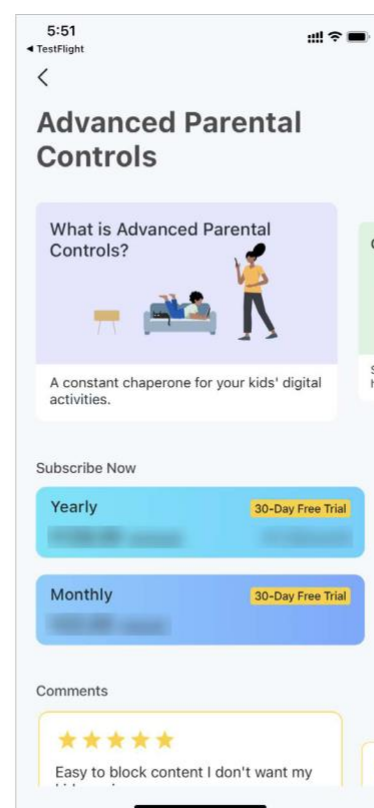 5:51
◀ TestFlight
Advanced Parental
Controls
What is Advanced Parental
Controls?
A constant chaperone for your kids' digital
activities.
Subscribe Now
Yearly
30-Day Free Trial
Monthly
30-Day Free Trial
Comments
Easy to block content I don't want my